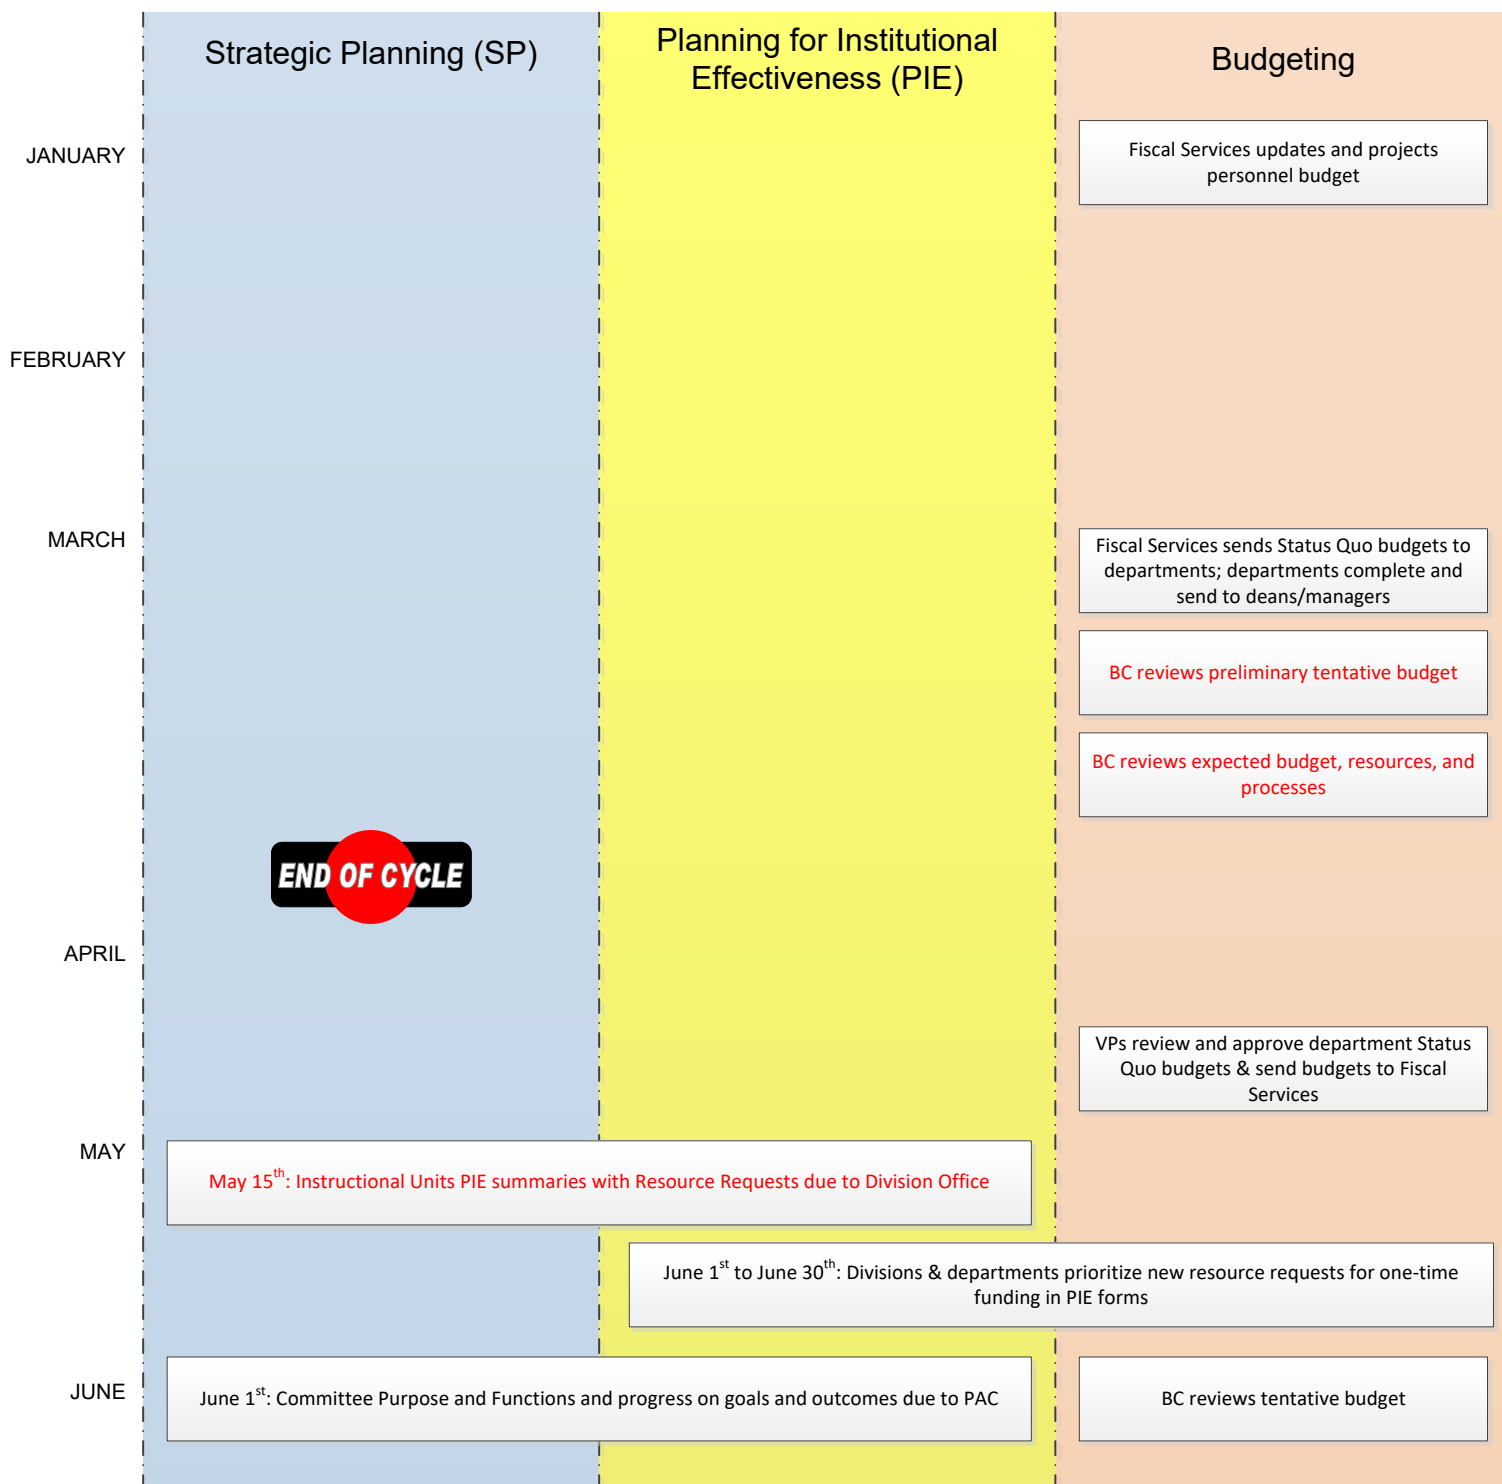 Strategic Planning (SP)
Planning for Institutional
Effectiveness (PIE)
Budgeting
JANUARY
Fiscal Services updates and projects
personnel budget
FEBRUARY
MARCH
Fiscal Services sends Status Quo budgets to
departments; departments complete and
send to deans/managers
BC reviews preliminary tentative budget
BC reviews expected budget, resources, and
processes
END OF CYCLE
APRIL
VPs review and approve department Status
Quo budgets & send budgets to Fiscal
Services
MAY
May 15th: Instructional Units PIE summaries with Resource Requests due to Division Office
June 1st to June 30th: Divisions & departments prioritize new resource requests for one-time
funding in PIE forms
JUNE
June 1st: Committee Purpose and Functions and progress on goals and outcomes due to PAC
BC reviews tentative budget